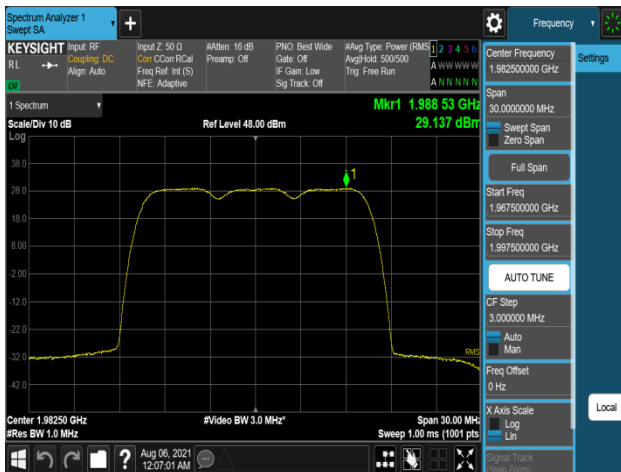 Spectrum Analyzer 1
Swept SA
+
Frequency
KEYSIGHT
RL
LXI
Input: RF
Coupling: DC
Align: Auto
Input Z: 50 Ω
Corr CCorr RCal
Freq Ref: Int (S)
NFE: Adaptive
#Atten: 16 dB
Preamp: Off
PNO: Best Wide
Gate: Off
IF Gain: Low
Sig Track: Off
#Avg Type: Power (RMS
Avg|Hold: 500/500
Trig: Free Run
1 2 3 4 5 6
A W W W W W
A N N N N N
1 Spectrum
Scale/Div 10 dB
Log
Ref Level 48.00 dBm
Mkr1 1.988 53 GHz
29.137 dBm
1
38.0
28.0
18.0
8.00
-2.00
-12.0
-22.0
-32.0
-42.0
RMS
Center 1.98250 GHz
#Res BW 1.0 MHz
#Video BW 3.0 MHz*
Span 30.00 MHz
Sweep 1.00 ms (1001 pts
Aug 06, 2021
12:07:01 AM
?
Center Frequency
1.982500000 GHz
Span
30.0000000 MHz
Swept Span
Zero Span
Full Span
Start Freq
1.967500000 GHz
Stop Freq
1.997500000 GHz
AUTO TUNE
CF Step
3.000000 MHz
Auto
Man
Freq Offset
0 Hz
X Axis Scale
Log
Lin
Signal Track
(Span Zoom)
Settings
Local